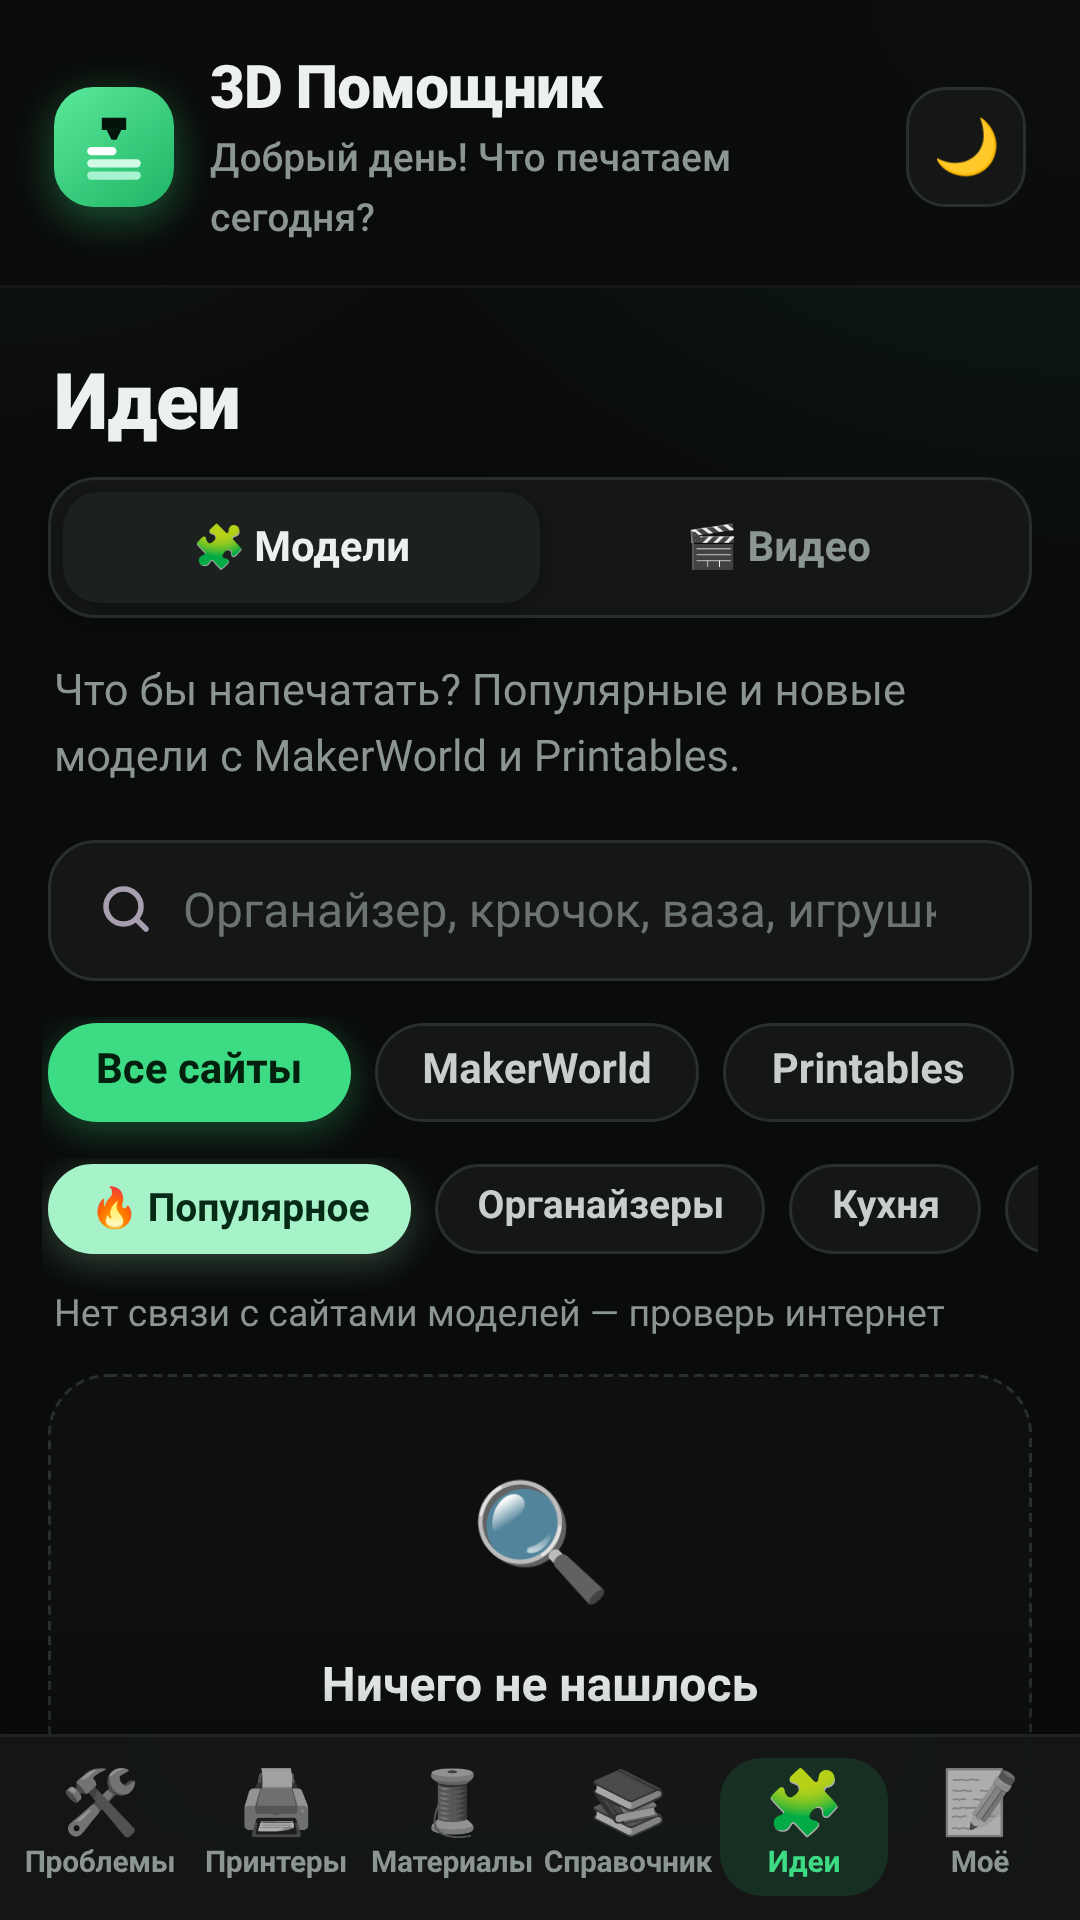 3D Помощник
Добрый день! Что печатаем
сегодня?
Идеи
Модели
Видео
Что бы напечатать? Популярные и новые
модели с MakerWorld и Printables.
Органайзер, крючок, ваза,
Все сайты
MakerWorld
Printables
Популярное
Органайзеры
Кухня
Нет связи с сайтами моделей — проверь интернет
Ничего не нашлось
Проблемы
Принтеры
Материалы
Справочник
Идеи
Моё